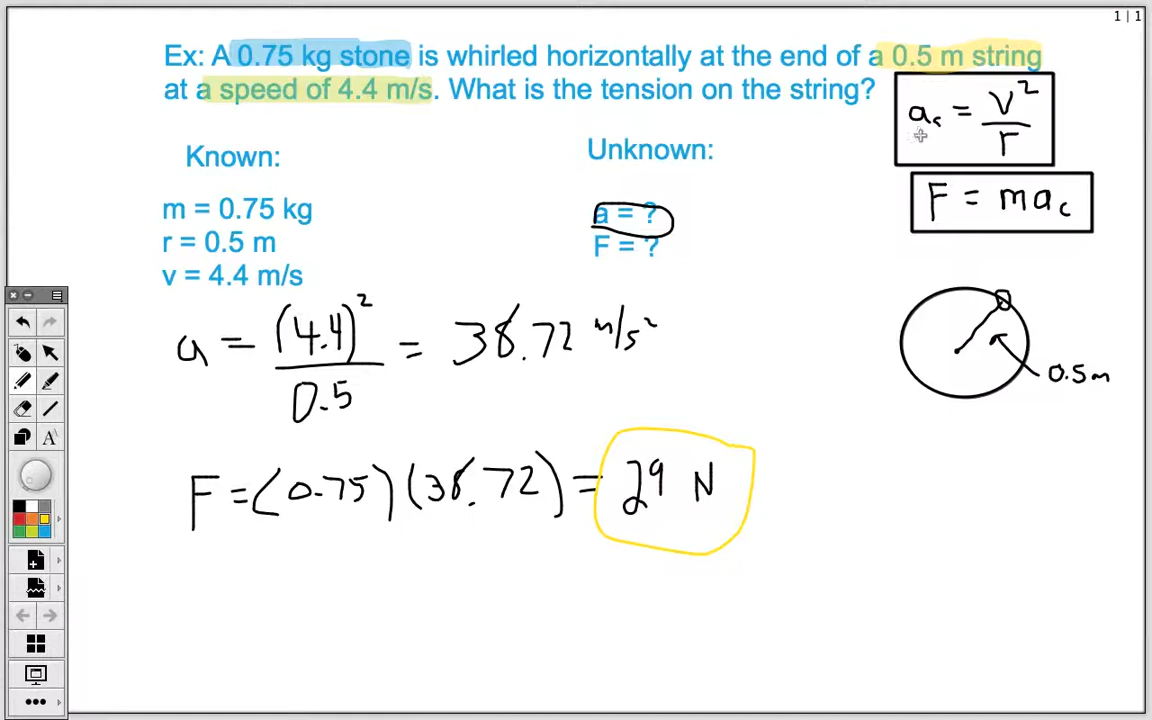 1 | 1
Ex: A 0.75 kg stone is whirled horizontally at the end of a 0.5 m string
at a speed of 4.4 m/s. What is the tension on the string?
a_c = v²/r
Known:
Unknown:
F = ma_c
m = 0.75 kg
a = ?
r = 0.5 m
F = ?
v = 4.4 m/s
a = (4.4)²/0.5 = 38.72 m/s²
0.5m
F = (0.75)(38.72) = 29 N
A